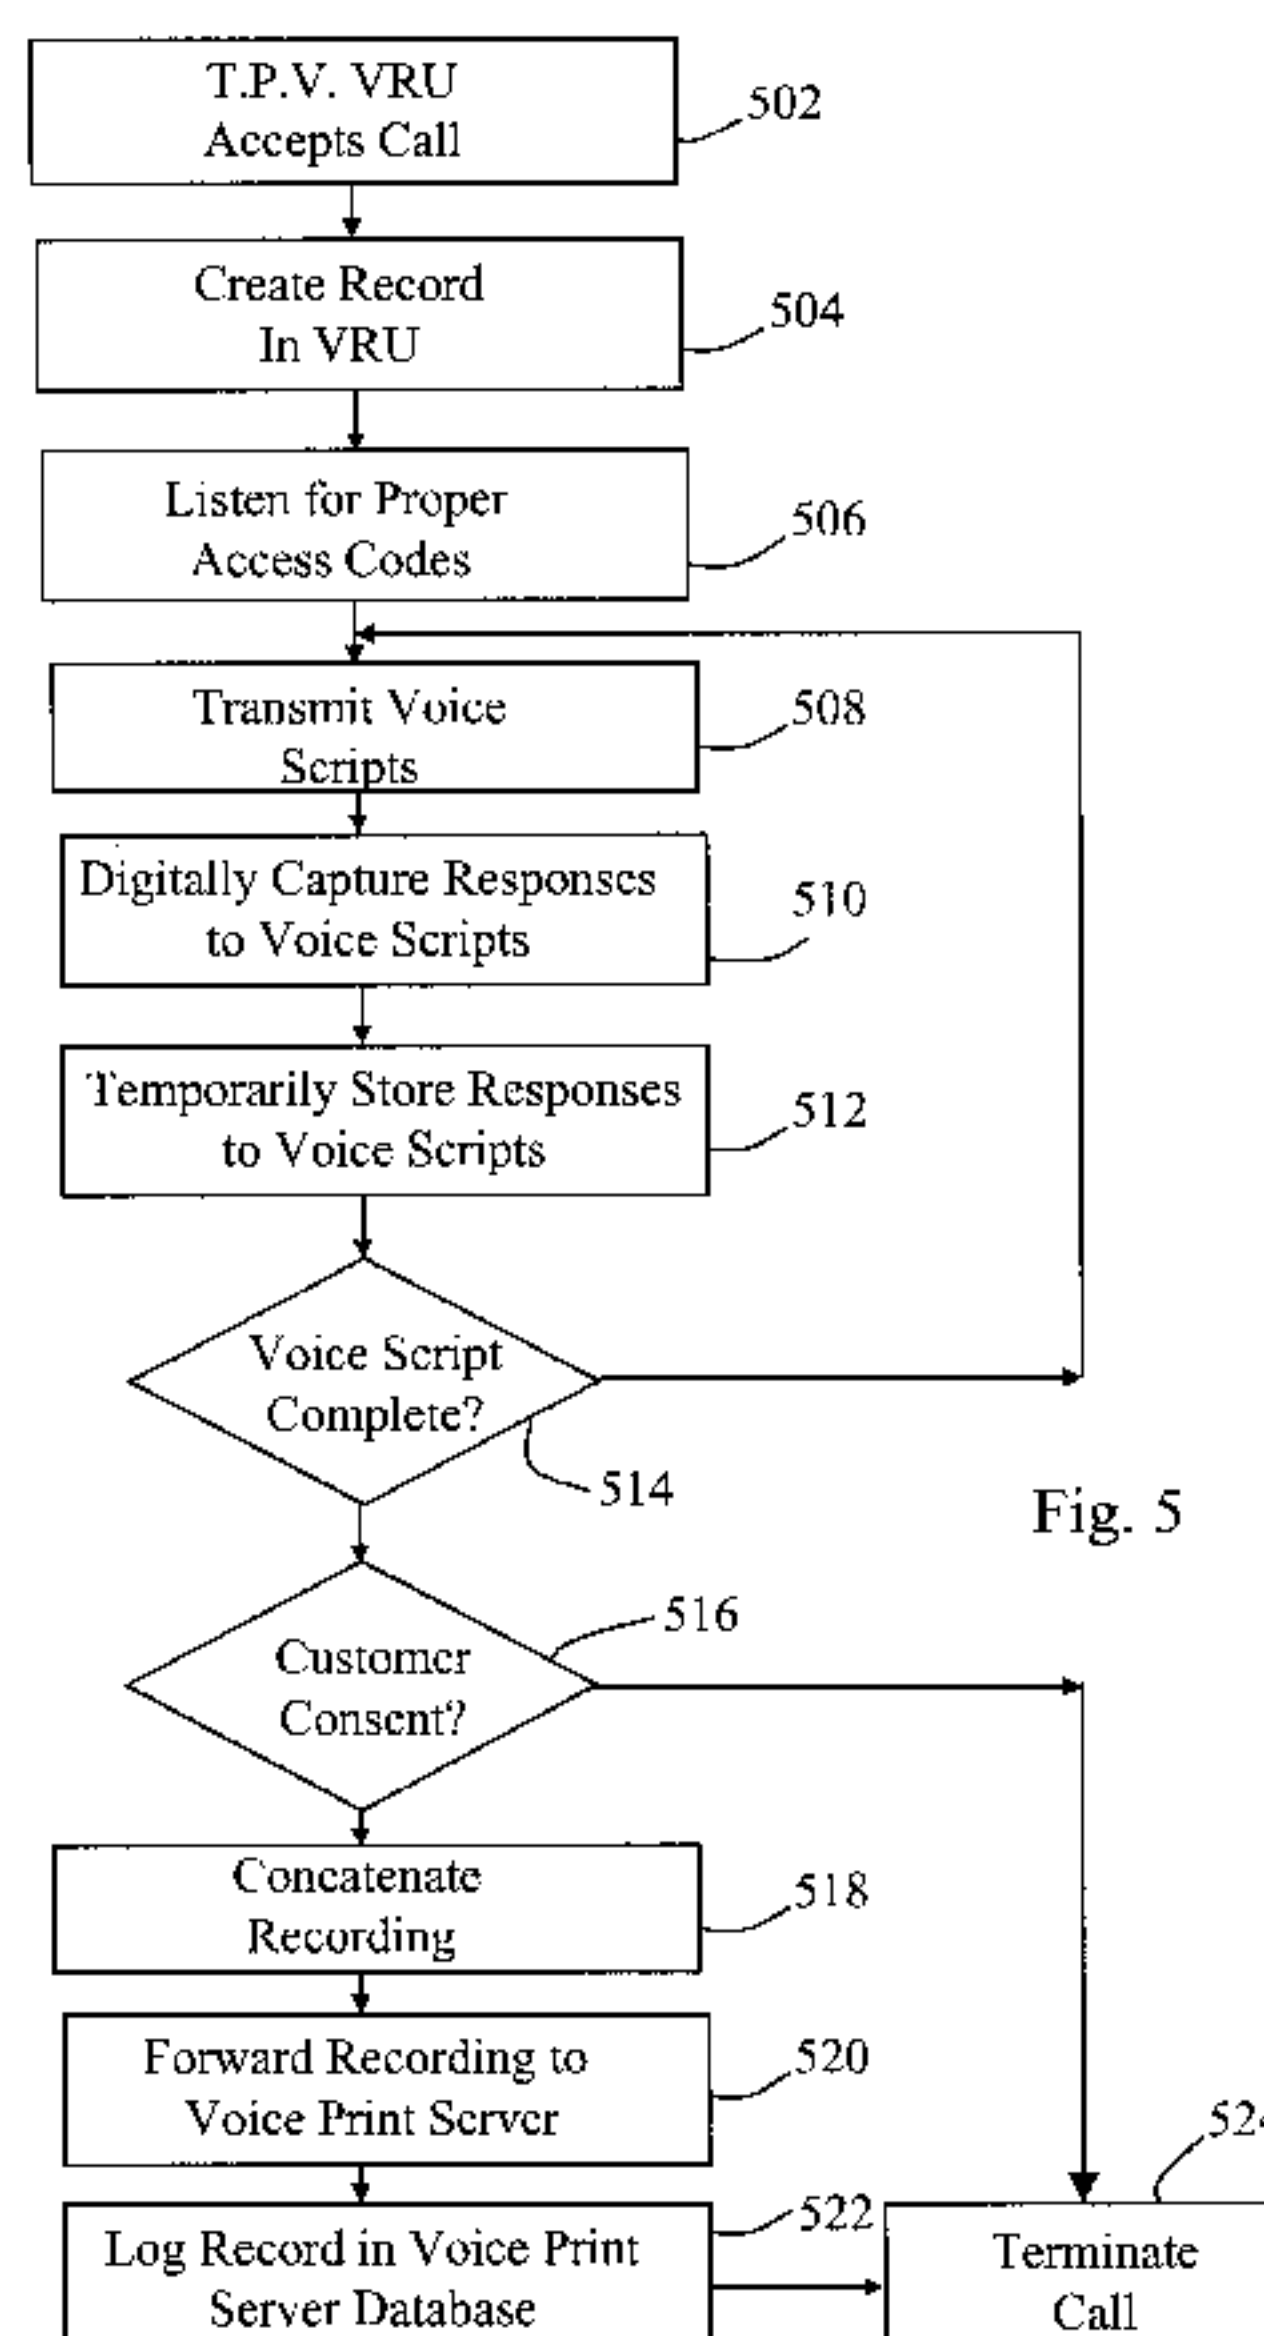 T.P.V. VRU
Accepts Call
502
Create Record
In VRU
504
Listen for Proper
Access Codes
506
Transmit Voice
Scripts
508
Digitally Capture Responses
to Voice Scripts
510
Temporarily Store Responses
to Voice Scripts
512
Voice Script
Complete?
514
Fig. 5
Customer
Consent?
516
Concatenate
Recording
518
Forward Recording to
Voice Print Server
520
Log Record in Voice Print
Server Database
522
524
Terminate
Call